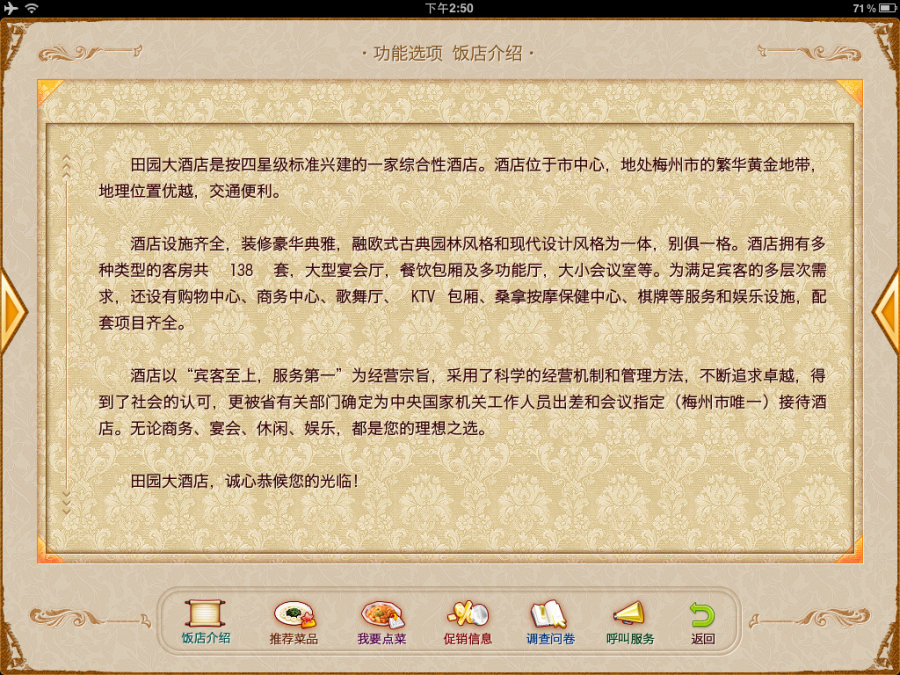 下午2:50
71%
·功能选项 饭店介绍·
田园大酒店是按四星级标准兴建的一家综合性酒店。酒店位于市中心，地处梅州市的繁华黄金地带，
地理位置优越，交通便利。
酒店设施齐全，装修豪华典雅，融欧式古典园林风格和现代设计风格为一体，别俱一格。酒店拥有多
种类型的客房共 138 套，大型宴会厅，餐饮包厢及多功能厅，大小会议室等。为满足宾客的多层次需
求，还设有购物中心、商务中心、歌舞厅、 KTV 包厢、桑拿按摩保健中心、棋牌等服务和娱乐设施，配
套项目齐全。
酒店以“宾客至上，服务第一”为经营宗旨，采用了科学的经营机制和管理方法，不断追求卓越，得
到了社会的认可，更被省有关部门确定为中央国家机关工作人员出差和会议指定（梅州市唯一）接待酒
店。无论商务、宴会、休闲、娱乐，都是您的理想之选。
田园大酒店，诚心恭候您的光临！
饭店介绍 推荐菜品 我要点菜 促销信息 调查问卷 呼叫服务 返回